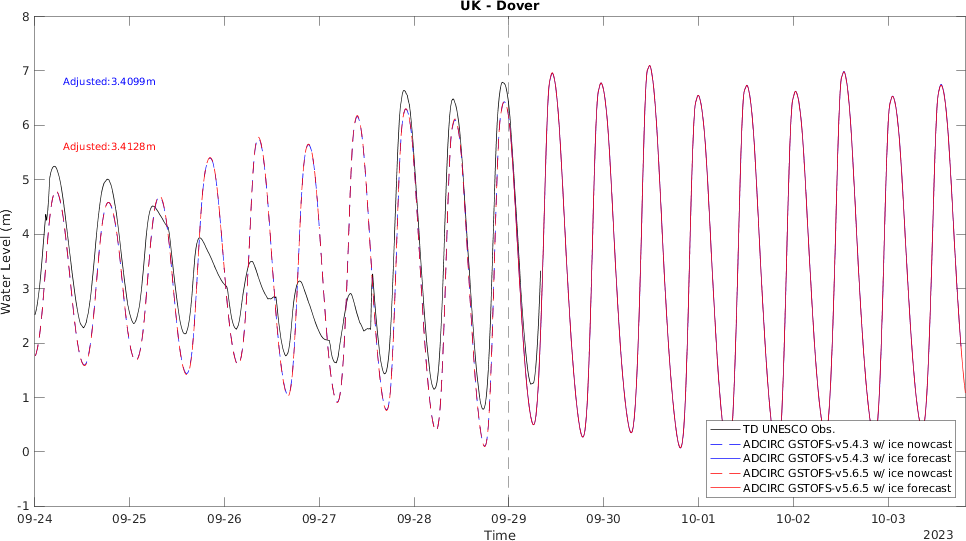 UK - Dover
8
7
6
5
4
3
2
1
0
-1
Water Level (m)
Adjusted:3.4099m
Adjusted:3.4128m
TD UNESCO Obs.
ADCIRC GSTOFS-v5.4.3 w/ ice nowcast
ADCIRC GSTOFS-v5.4.3 w/ ice forecast
ADCIRC GSTOFS-v5.6.5 w/ ice nowcast
ADCIRC GSTOFS-v5.6.5 w/ ice forecast
09-24 09-25 09-26 09-27 09-28 09-29 09-30 10-01 10-02 10-03
Time
2023